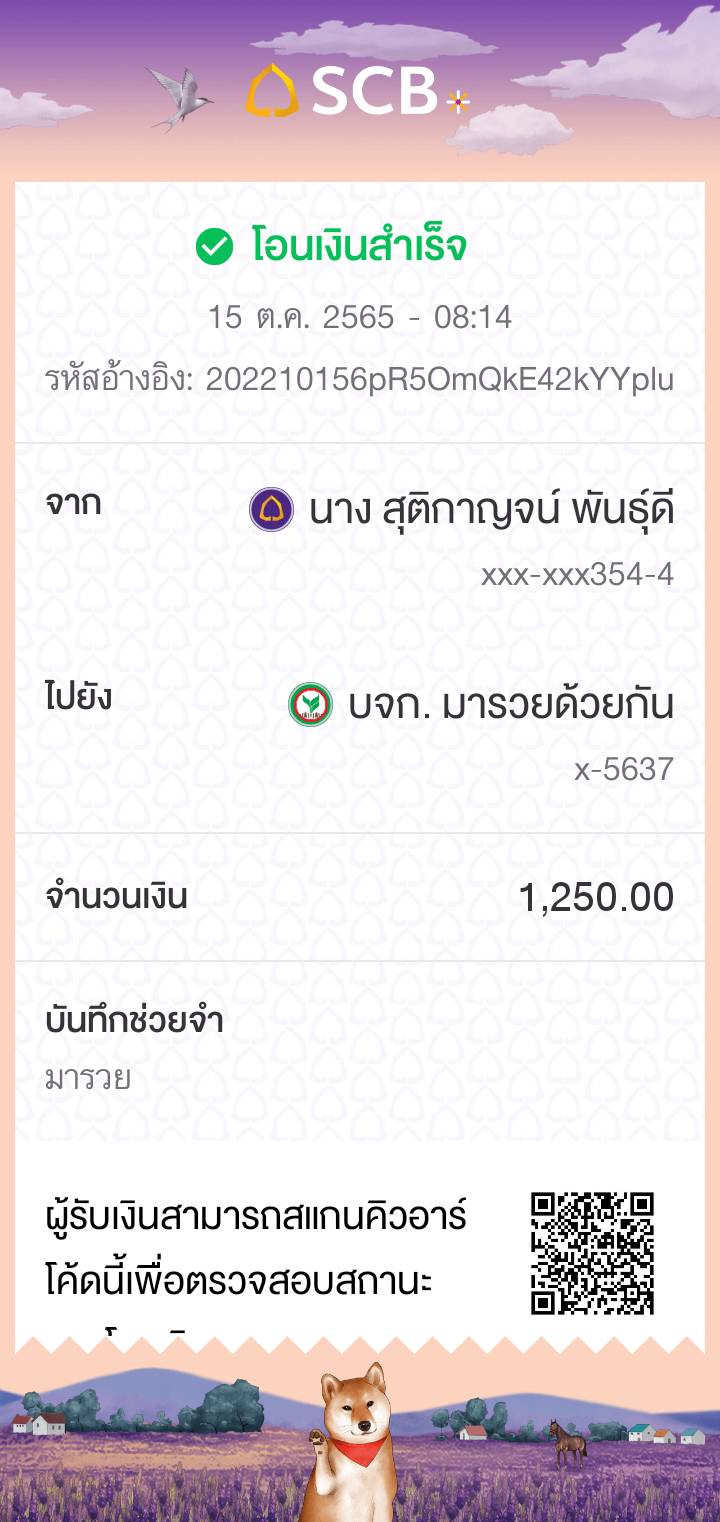 SCB
โอนเงินสำเร็จ
15 ต.ค. 2565 - 08:14
รหัสอ้างอิง: 202210156pR5OmQkE42kYYplu
จาก
นาง สุติกาญจน์ พันธุ์ดี
xxx-xxx354-4
ไปยัง
บจก. มารวยด้วยกัน
x-5637
จำนวนเงิน
1,250.00
บันทึกช่วยจำ
มารวย
ผู้รับเงินสามารถสแกนคิวอาร์
โค้ดนี้เพื่อตรวจสอบสถานะ